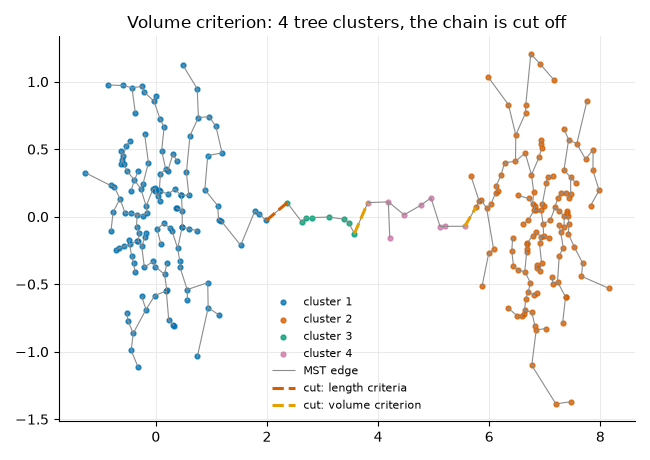 Volume criterion: 4 tree clusters, the chain is cut off
1.0
0.5
0.0
−0.5
−1.0
−1.5
cluster 1
cluster 2
cluster 3
cluster 4
MST edge
cut: length criteria
cut: volume criterion
0
2
4
6
8